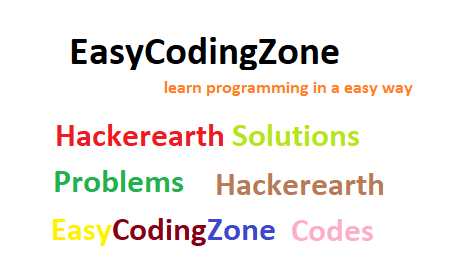 EasyCodingZone
learn programming in a easy way
Hackerearth Solutions
Problems Hackerearth
EasyCodingZone Codes